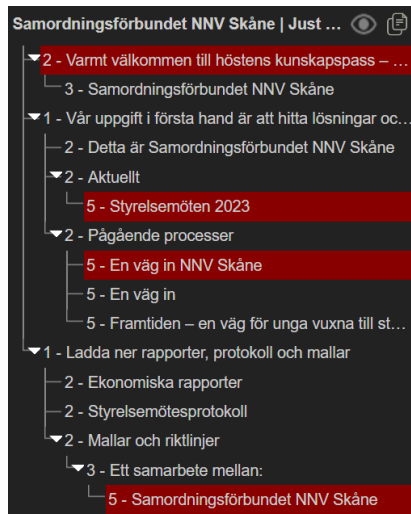 Samordningsförbundet NNV Skåne | Just ...
2 - Varmt välkommen till höstens kunskapspass – ...
3 - Samordningsförbundet NNV Skåne
1 - Vår uppgift i första hand är att hitta lösningar oc...
2 - Detta är Samordningsförbundet NNV Skåne
2 - Aktuellt
5 - Styrelsemöten 2023
2 - Pågående processer
5 - En väg in NNV Skåne
5 - En väg in
5 - Framtiden – en väg för unga vuxna till st...
1 - Ladda ner rapporter, protokoll och mallar
2 - Ekonomiska rapporter
2 - Styrelsemötesprotokoll
2 - Mallar och riktlinjer
3 - Ett samarbete mellan:
5 - Samordningsförbundet NNV Skåne